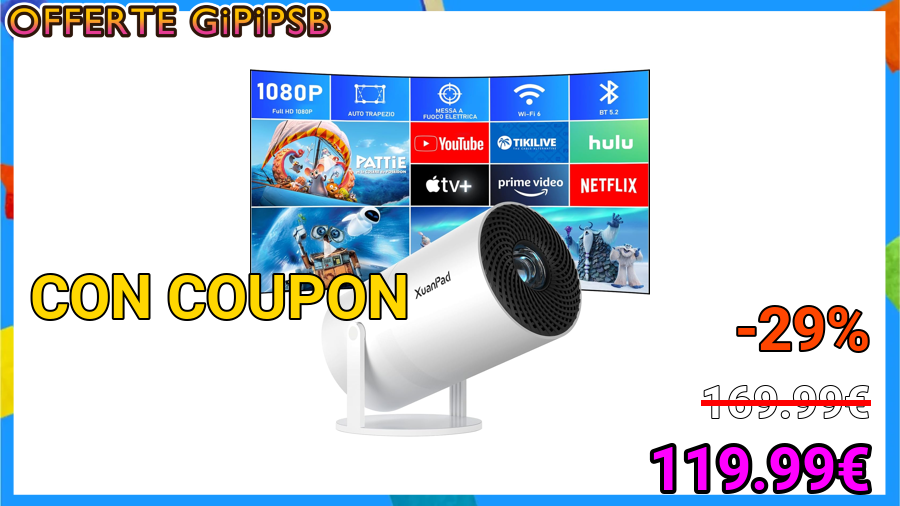 OFFERTE GiPiPSB
1080P
Full HD 1080P
AUTO TRAPEZIO
MESSA A
FUOCO ELETTRICA
Wi-Fi 6
BT 5.2
PATTIE
YouTube
TIKILIVE
hulu
tv+
prime video
NETFLIX
XuanPad
CON COUPON
-29%
169.99€
119.99€